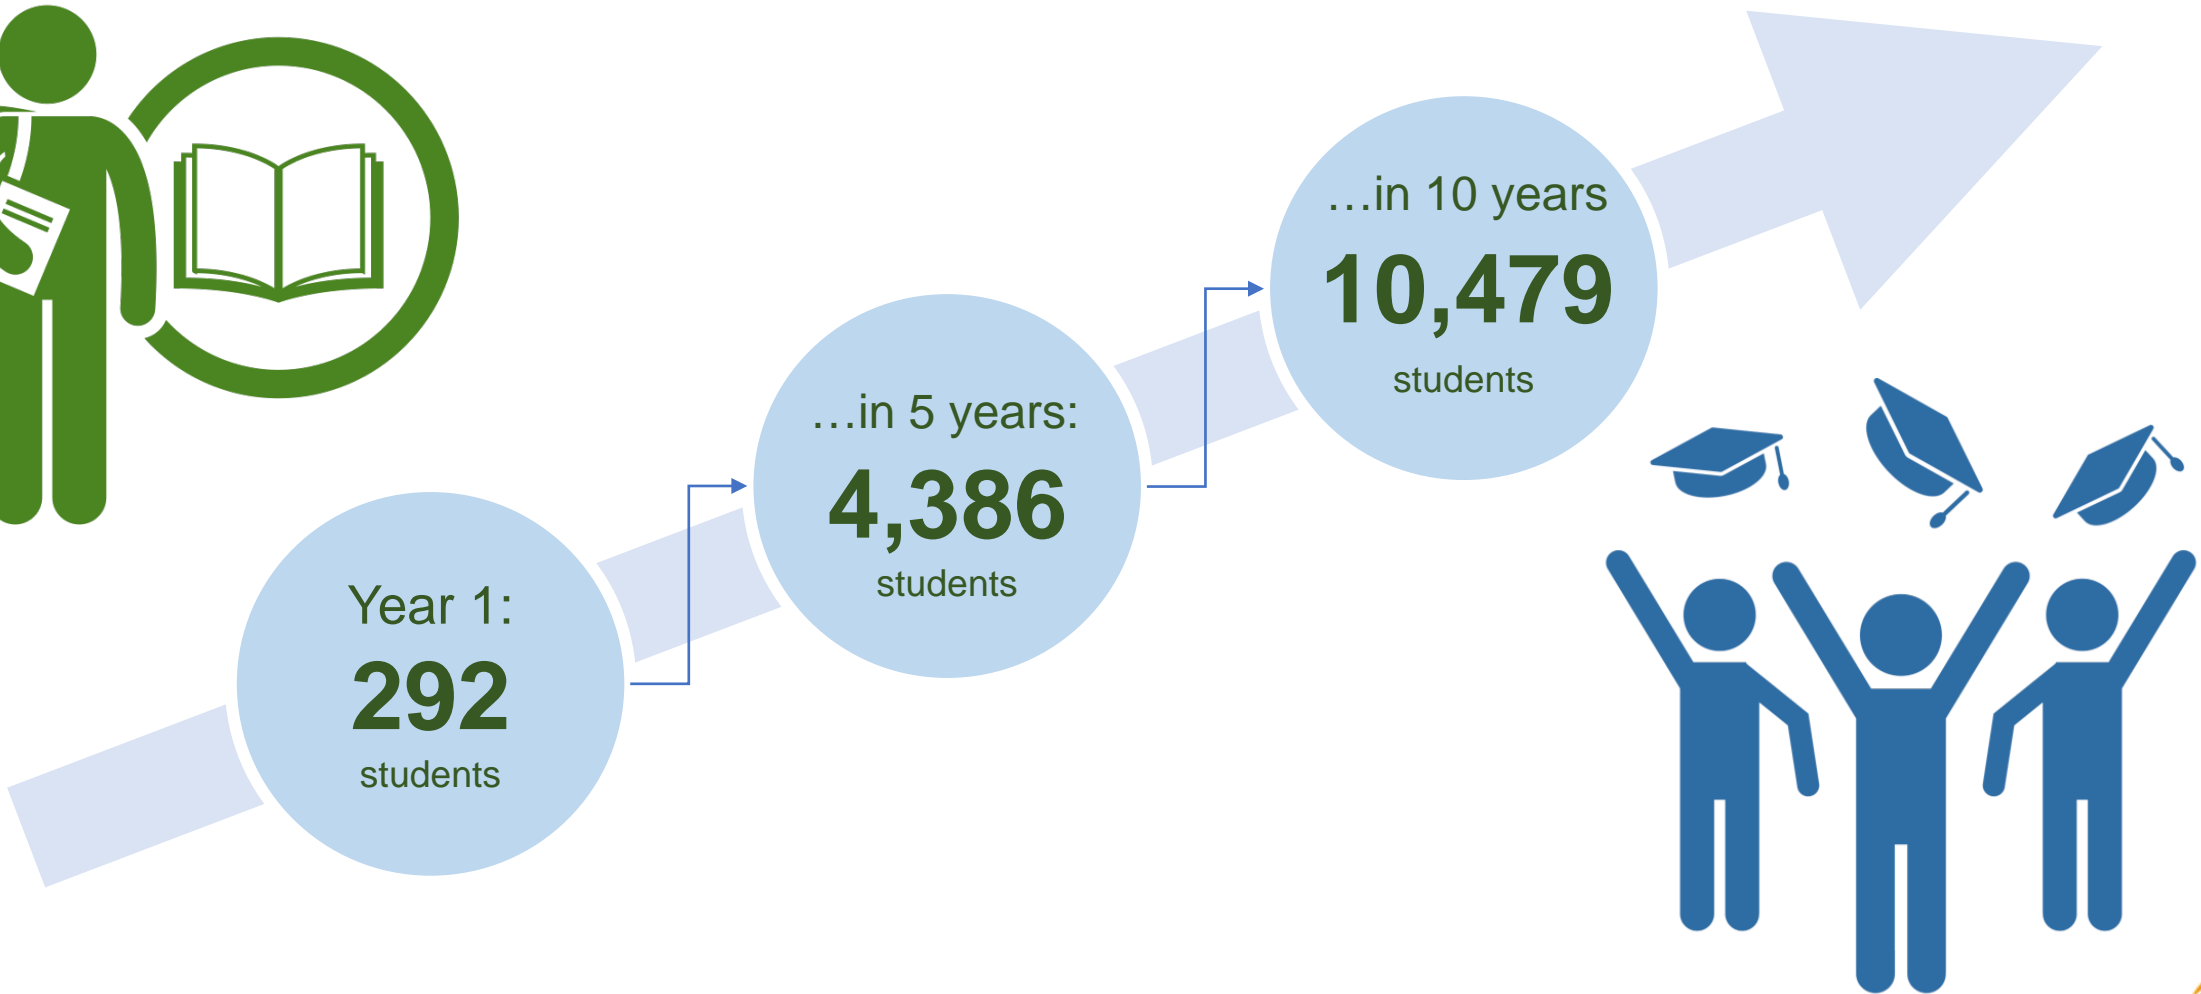 Year 1:
292
students
…in 5 years:
4,386
students
…in 10 years
10,479
students